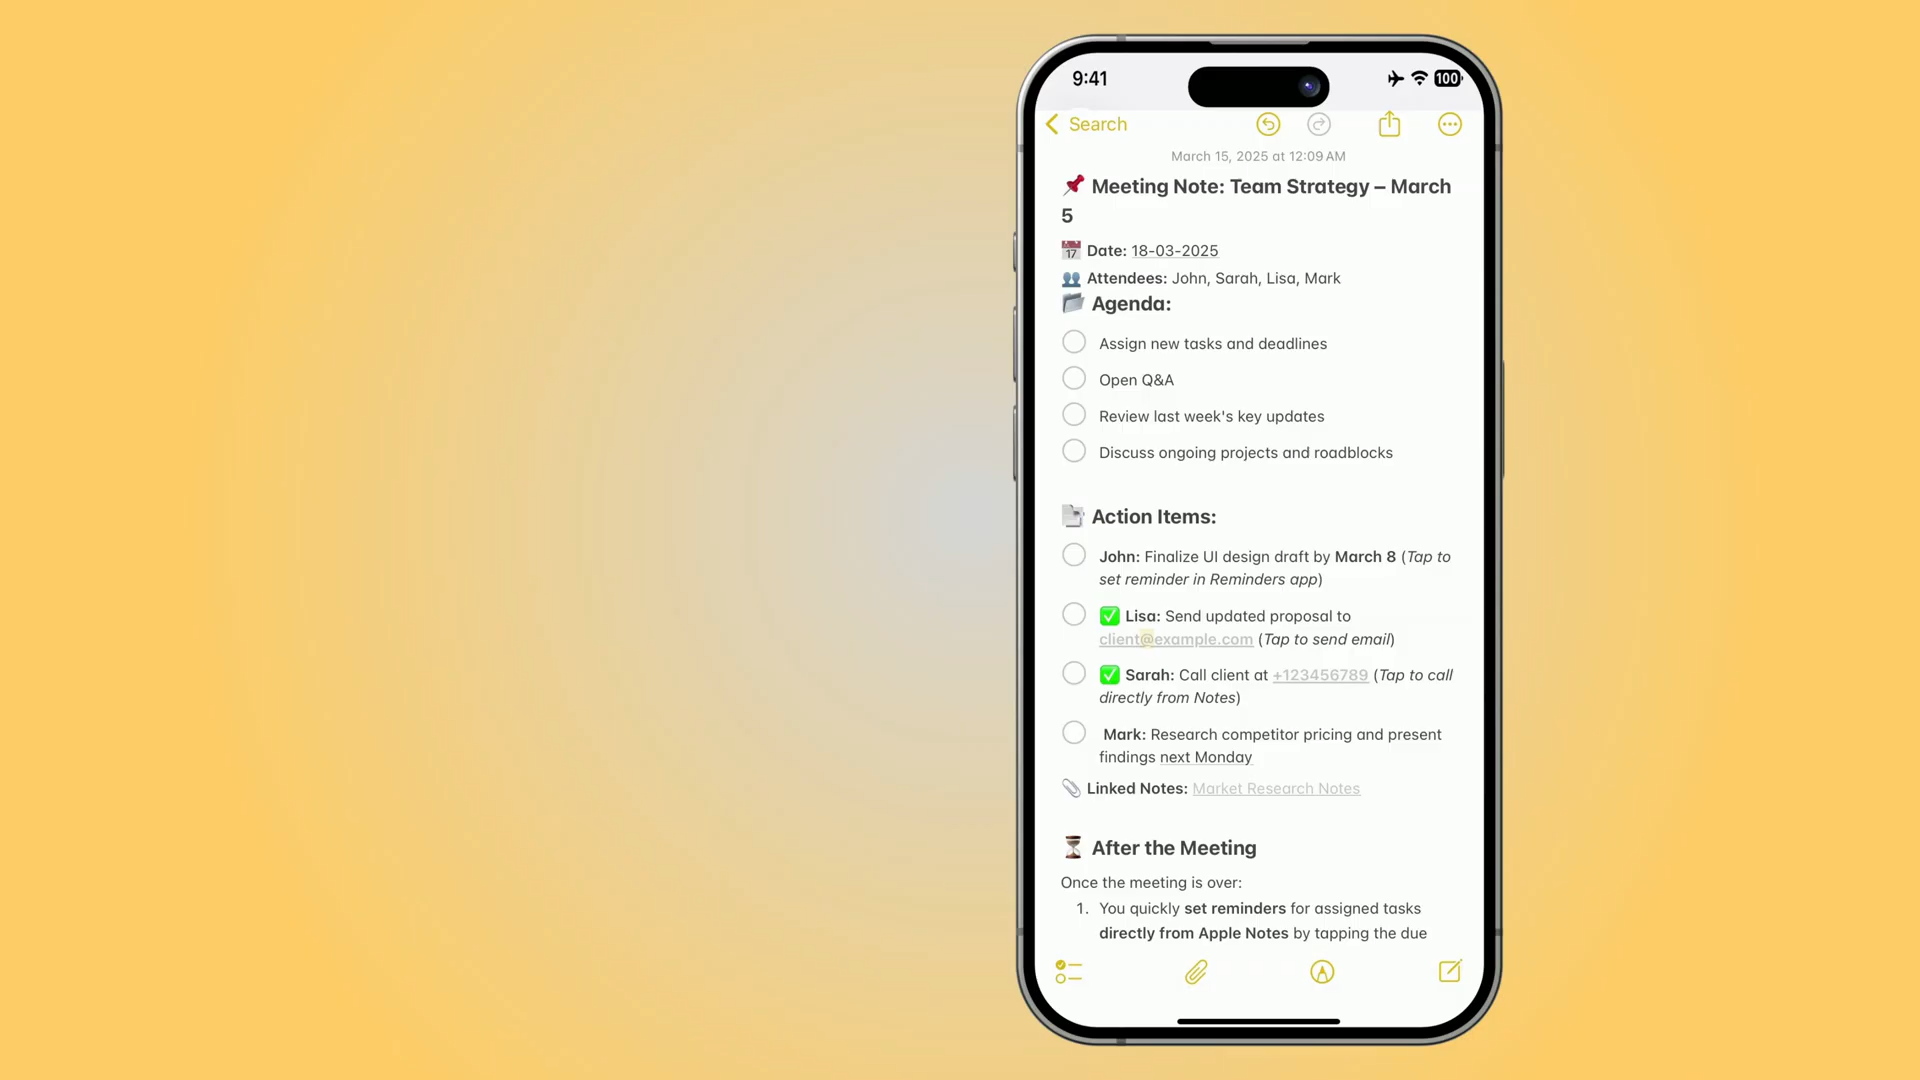 9:41
100
Search
March 15, 2025 at 12:09 AM
📌 Meeting Note: Team Strategy – March
5
📅 Date: 18-03-2025
👥 Attendees: John, Sarah, Lisa, Mark
📂 Agenda:
Assign new tasks and deadlines
Open Q&A
Review last week's key updates
Discuss ongoing projects and roadblocks
📑 Action Items:
John: Finalize UI design draft by March 8 (Tap to
set reminder in Reminders app)
✅ Lisa: Send updated proposal to
client@example.com (Tap to send email)
✅ Sarah: Call client at +123456789 (Tap to call
directly from Notes)
Mark: Research competitor pricing and present
findings next Monday
📎 Linked Notes: Market Research Notes
⏳ After the Meeting
Once the meeting is over:
1. You quickly set reminders for assigned tasks
directly from Apple Notes by tapping the due